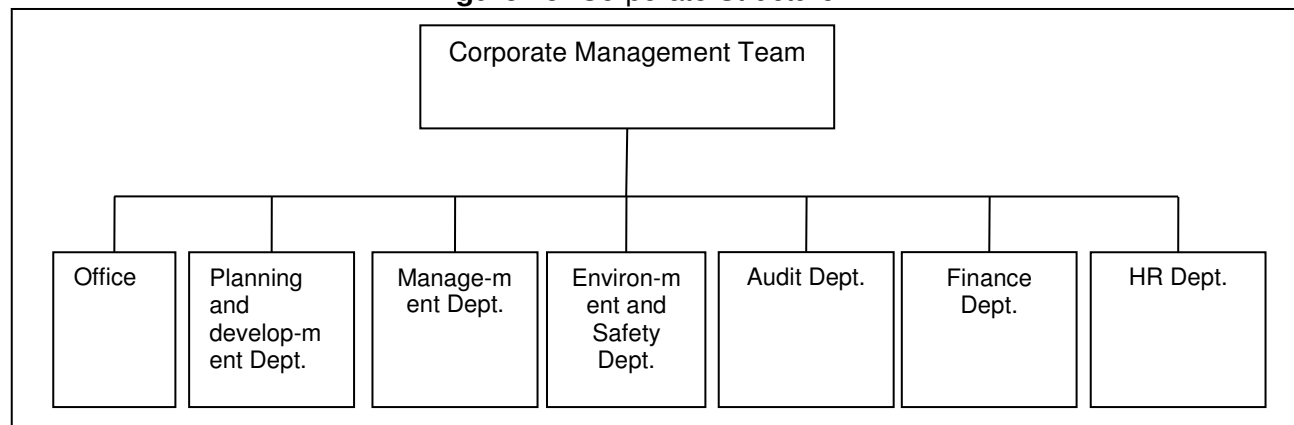 Corporate Management Team
Office
Planning
and
develop-m
ent Dept.
Manage-m
ent Dept.
Environ-m
ent and
Safety
Dept.
Audit Dept.
Finance
Dept.
HR Dept.